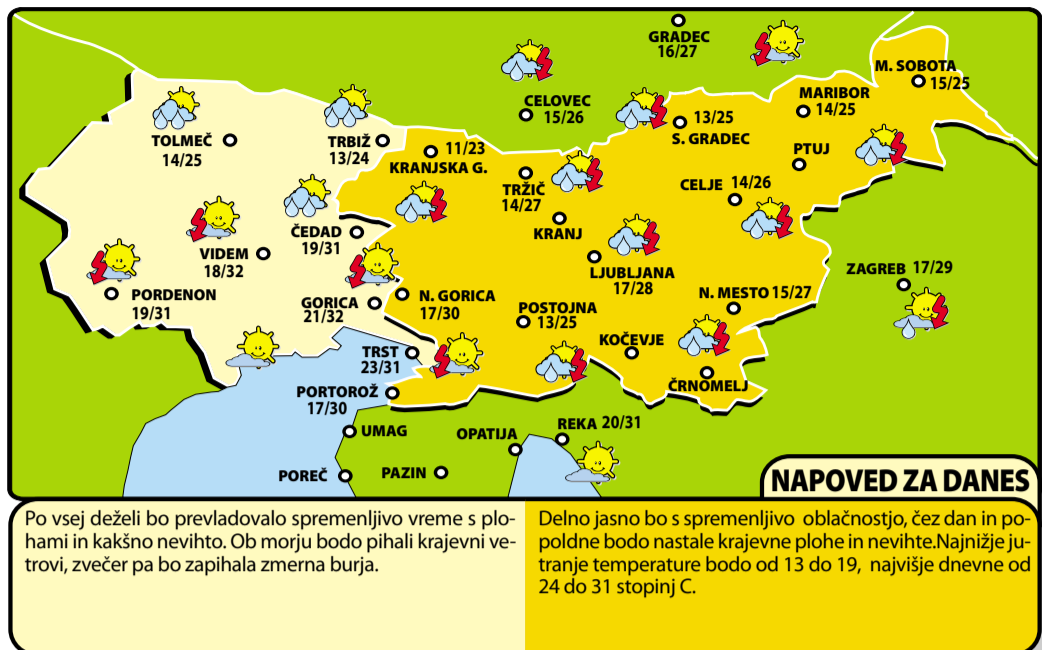 GRADEC
16/27
M. SOBOTA
15/25
CELOVEC
15/26
MARIBOR
14/25
13/25
S. GRADEC
TOLMEČ
14/25
TRBIŽ
13/24
11/23
KRANJSKA G.
PTUJ
TRŽIČ
14/27
CELJE 14/26
KRANJ
ČEDAD
19/31
VIDEM
18/32
LJUBLJANA
17/28
ZAGREB 17/29
PORDENON
19/31
GORICA
21/32
N. GORICA
17/30
POSTOJNA
13/25
N. MESTO 15/27
KOČEVJE
TRST
23/31
ČRNOMELJ
PORTOROŽ
17/30
UMAG
OPATIJA
REKA 20/31
POREČ
PAZIN
NAPOVED ZA DANES
Po vsej deželi bo prevladovalo spremenljivo vreme s plo-
hami in kakšno nevihto. Ob morju bodo pihali krajevni ve-
trovi, zvečer pa bo zapihala zmerna burja.
Delno jasno bo s spremenljivo oblačnostjo, čez dan in po-
poldne bodo nastale krajevne plohe in nevihte.Najnižje ju-
tranje temperature bodo od 13 do 19, najvišje dnevne od
24 do 31 stopinj C.